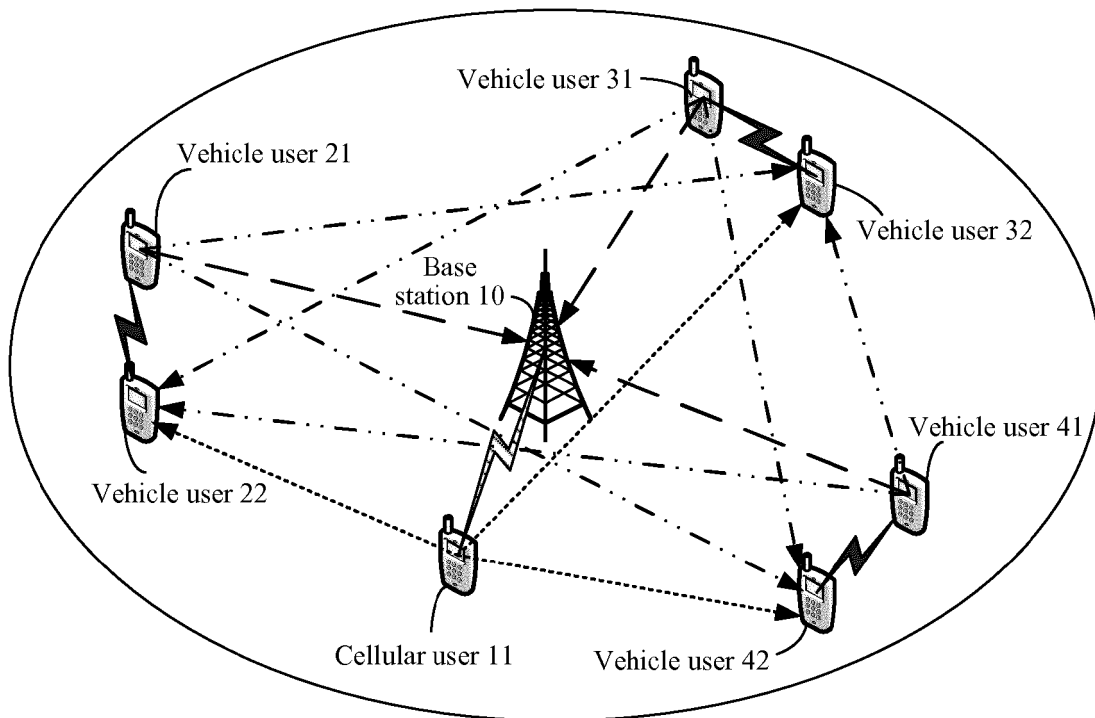 Vehicle user 31
Vehicle user 21
Vehicle user 32
Base
station 10
Vehicle user 41
Vehicle user 22
Cellular user 11
Vehicle user 42